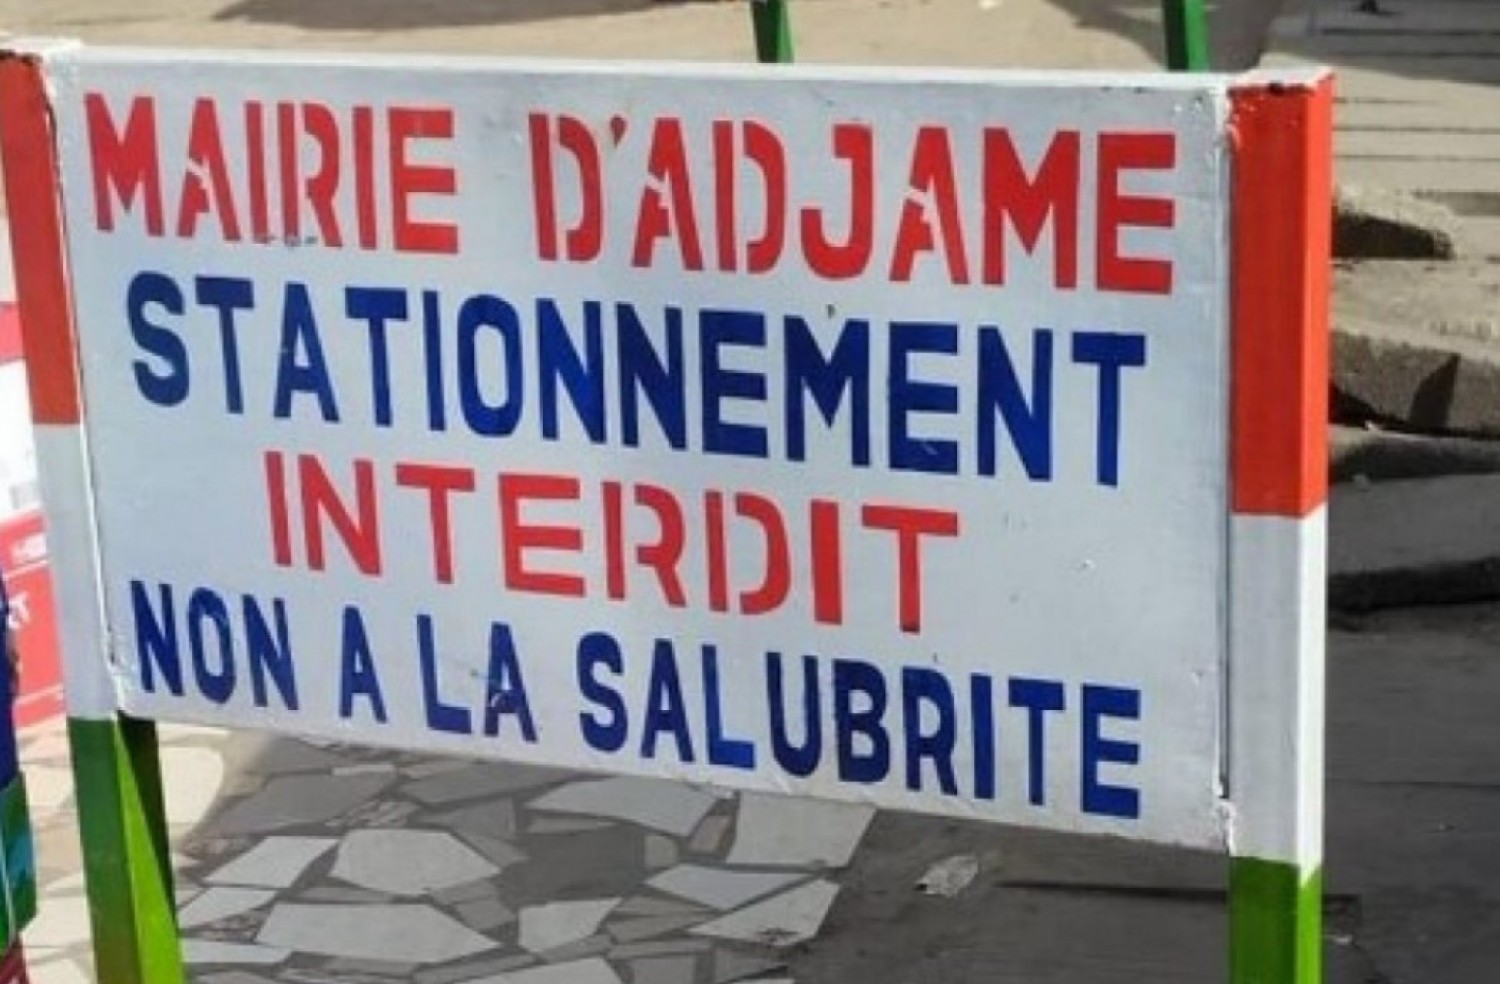 MAIRIE D'ADJAME
STATIONNEMENT
INTERDIT
NON A LA SALUBRITE